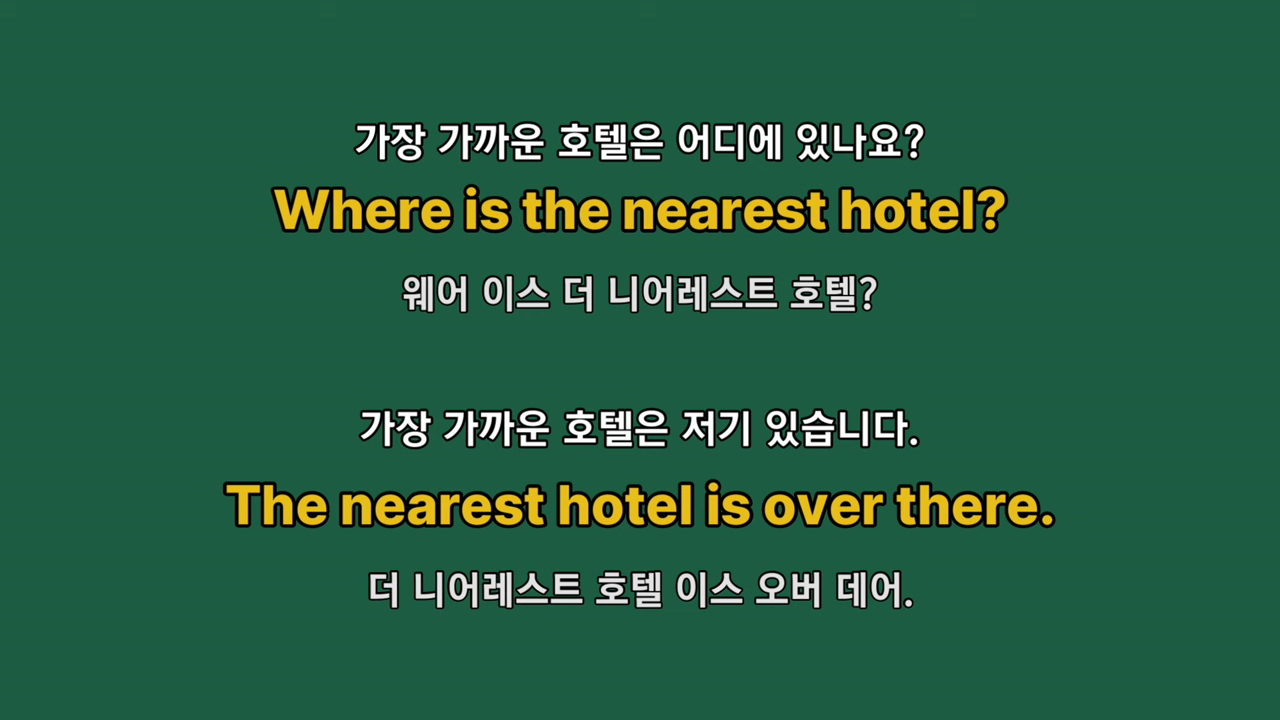 가장 가까운 호텔은 어디에 있나요?
Where is the nearest hotel?
웨어 이스 더 니어레스트 호텔?
가장 가까운 호텔은 저기 있습니다.
The nearest hotel is over there.
더 니어레스트 호텔 이스 오버 데어.